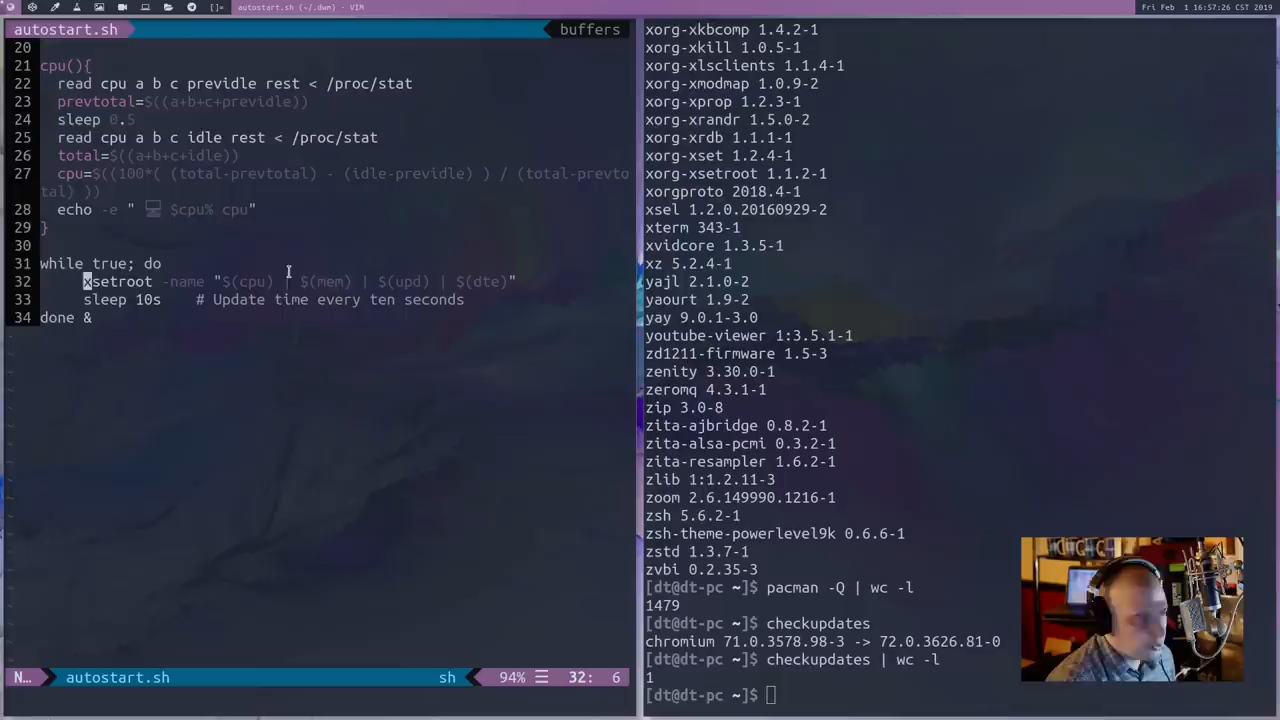 []=
autostart.sh (~/.dwm) - VIM
Fri Feb 1 16:57:26 CST 2019
autostart.sh
buffers
20
21 cpu(){
22 read cpu a b c previdle rest < /proc/stat
23 prevtotal=$((a+b+c+previdle))
24 sleep 0.5
25 read cpu a b c idle rest < /proc/stat
26 total=$((a+b+c+idle))
27 cpu=$((100*( (total-prevtotal) - (idle-previdle) ) / (total-prevto
tal) ))
28 echo -e " 🖥 $cpu% cpu"
29 }
30
31 while true; do
32 xsetroot -name "$(cpu) | $(mem) | $(upd) | $(dte)"
33 sleep 10s # Update time every ten seconds
34 done &
~
N... autostart.sh sh 94% ☰ 32: 6
xorg-xkbcomp 1.4.2-1
xorg-xkill 1.0.5-1
xorg-xlsclients 1.1.4-1
xorg-xmodmap 1.0.9-2
xorg-xprop 1.2.3-1
xorg-xrandr 1.5.0-2
xorg-xrdb 1.1.1-1
xorg-xset 1.2.4-1
xorg-xsetroot 1.1.2-1
xorgproto 2018.4-1
xsel 1.2.0.20160929-2
xterm 343-1
xvidcore 1.3.5-1
xz 5.2.4-1
yajl 2.1.0-2
yaourt 1.9-2
yay 9.0.1-3.0
youtube-viewer 1:3.5.1-1
zd1211-firmware 1.5-3
zenity 3.30.0-1
zeromq 4.3.1-1
zip 3.0-8
zita-ajbridge 0.8.2-1
zita-alsa-pcmi 0.3.2-1
zita-resampler 1.6.2-1
zlib 1:1.2.11-3
zoom 2.6.149990.1216-1
zsh 5.6.2-1
zsh-theme-powerlevel9k 0.6.6-1
zstd 1.3.7-1
zvbi 0.2.35-3
[dt@dt-pc ~]$ pacman -Q | wc -l
1479
[dt@dt-pc ~]$ checkupdates
chromium 71.0.3578.98-3 -> 72.0.3626.81-0
[dt@dt-pc ~]$ checkupdates | wc -l
1
[dt@dt-pc ~]$